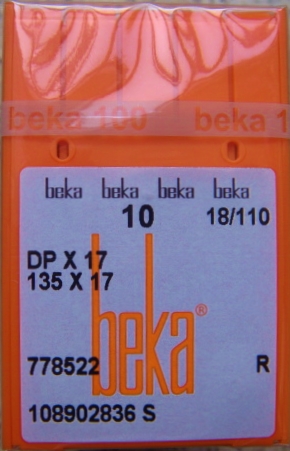 beka 100 beka 1
beka beka beka beka
10 18/110
DP X 17
135 X 17
beka®
778522 R
108902836 S